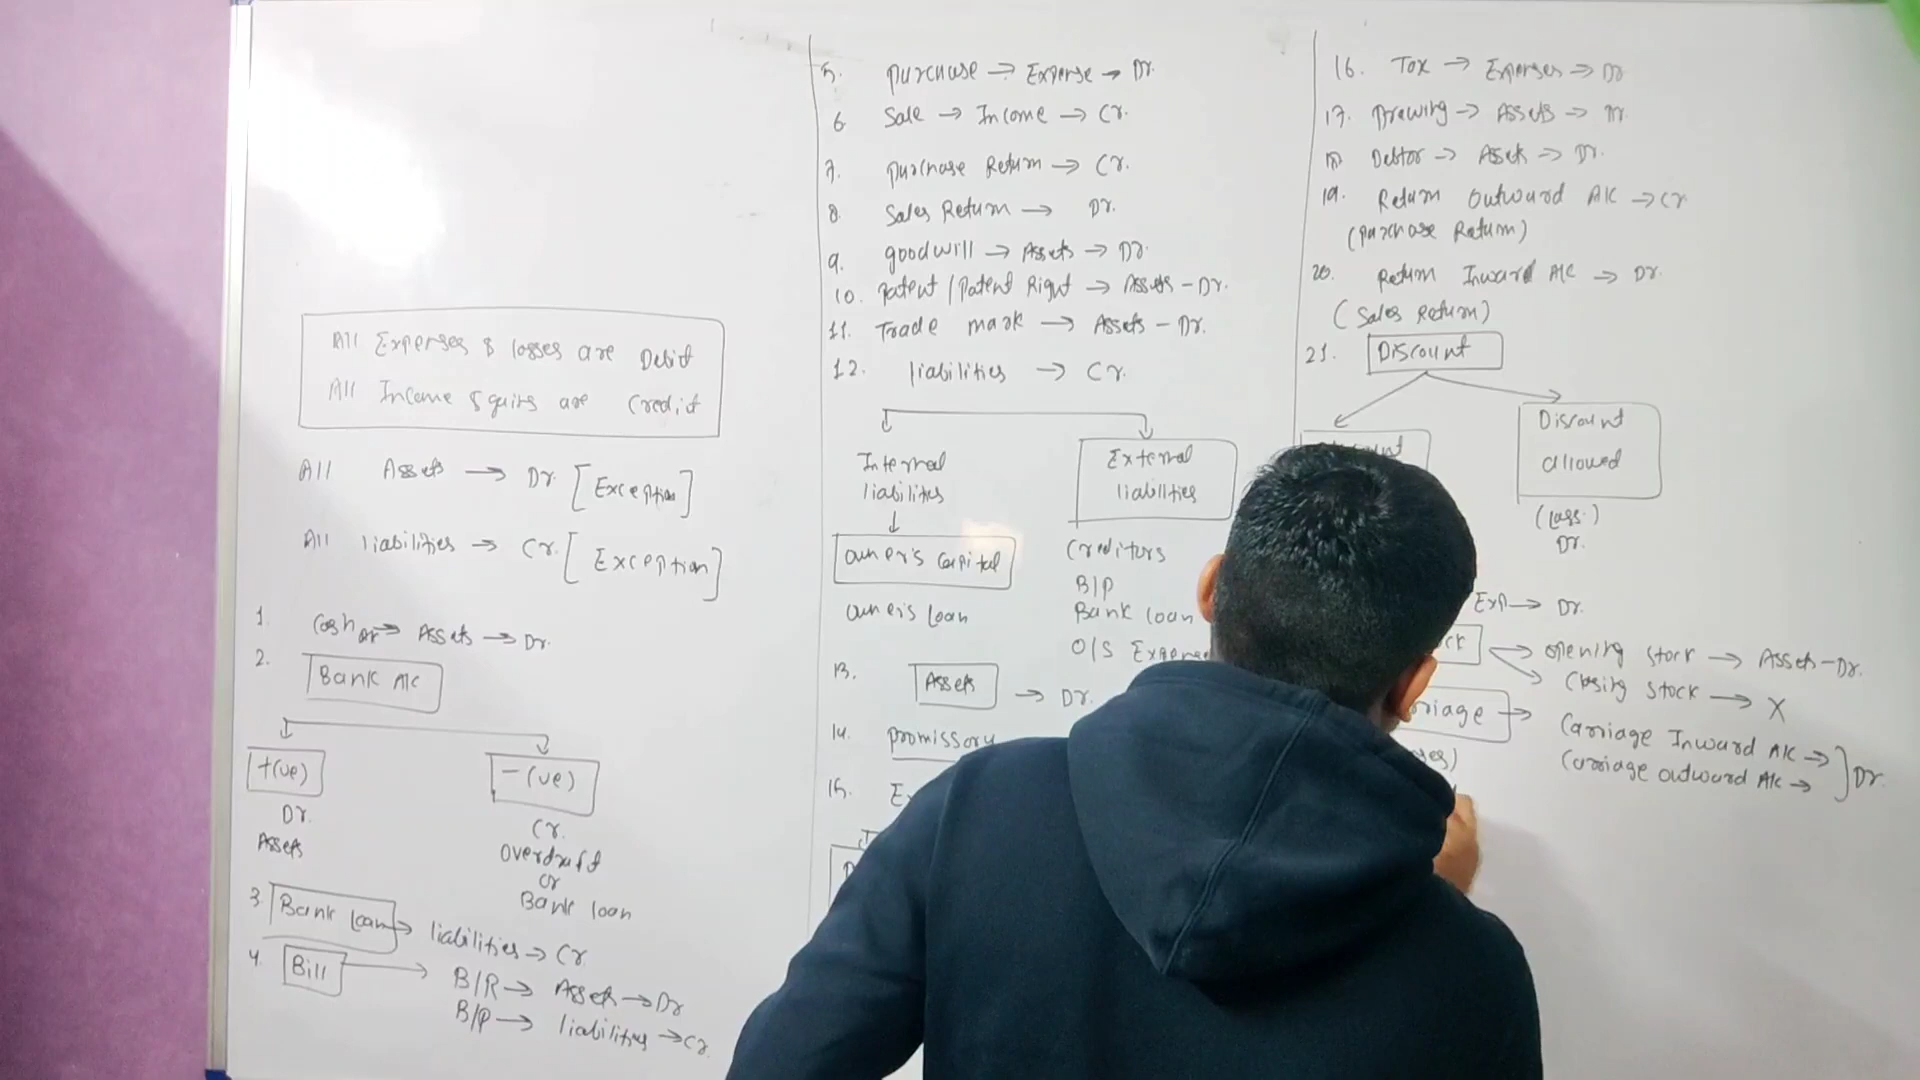 All Expenses & losses are Debit
All Income & gains are Credit
All Assets → Dr. [Exception]
All liabilities → Cr. [Exception]
1. Cash → Assets → Dr.
2. Bank A/c
+(ve) -(ve)
Dr. Cr.
Assets overdraft
or
Bank loan
3. Bank loan → liabilities → Cr
4. Bill → B/R → Assets → Dr
B/P → liabilities → Cr.
5. purchase → Expense → Dr.
6. Sale → Income → Cr.
7. purchase Return → Cr.
8. Sales Return → Dr.
9. goodwill → Assets → Dr.
10. Patent / Patent Right → Assets - Dr.
11. Trade mark → Assets - Dr.
12. liabilities → Cr.
Internal liabilities
External liabilities
owner's capital
owner's loan
Creditors
B/P
Bank loan
O/S
13. Assets → Dr.
14. promissory
15.
16. Tax → Expenses → Dr
17. Drawing → Assets → Dr.
18. Debtor → Assets → Dr.
19. Return outward A/c → Cr
(purchase Return)
20. Return Inward A/c → Dr.
(Sales Return)
21. Discount
Discount
allowed
(Loss.)
Dr.
Exp → Dr.
→ opening stock → Assets - Dr.
→ Closing stock → X
→ Carriage Inward A/c →
Carriage outward A/c → ] Dr.